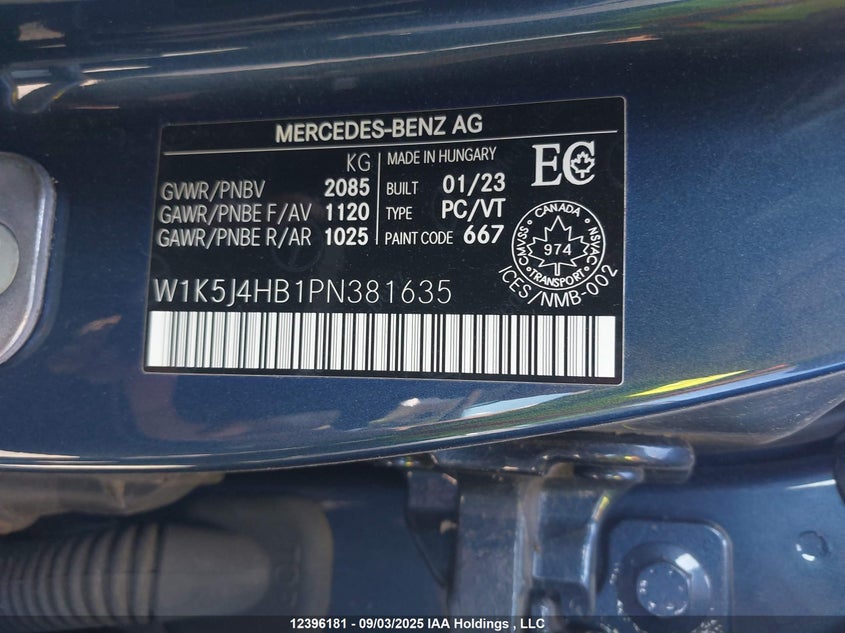 MERCEDES-BENZ AG
KG
GVWR/PNBV 2085
GAWR/PNBE F/AV 1120
GAWR/PNBE R/AR 1025
MADE IN HUNGARY
BUILT 01/23
TYPE PC/VT
PAINT CODE 667
EC
CANADA
CMVSS
974
NSVAC
TRANSPORT
ICES/NMB-002
W1K5J4HB1PN381635
12396181 - 09/03/2025 IAA Holdings , LLC